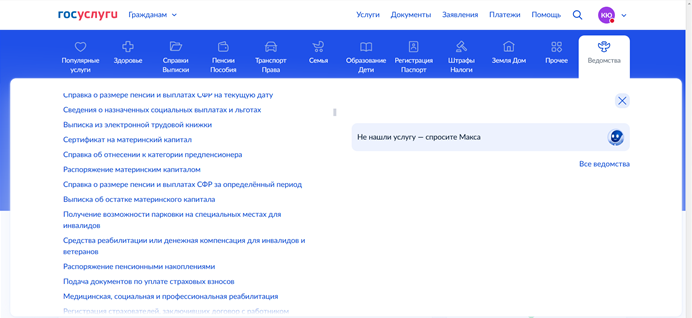 госуслуги
Гражданам
Услуги
Документы
Заявления
Платежи
Помощь
КЮ
Популярные
услуги
Здоровье
Справки
Выписки
Пенсии
Пособия
Транспорт
Права
Семья
Образование
Дети
Регистрация
Паспорт
Штрафы
Налоги
Земля Дом
Прочее
Ведомства
Справка о размере пенсии и выплатах СФР на текущую дату
Сведения о назначенных социальных выплатах и льготах
Выписка из электронной трудовой книжки
Сертификат на материнский капитал
Справка об отнесении к категории предпенсионера
Распоряжение материнским капиталом
Справка о размере пенсии и выплатах СФР за определённый период
Выписка об остатке материнского капитала
Получение возможности парковки на специальных местах для
инвалидов
Средства реабилитации или денежная компенсация для инвалидов и
ветеранов
Распоряжение пенсионными накоплениями
Подача документов по уплате страховых взносов
Медицинская, социальная и профессиональная реабилитация
Регистрация страхователей, заключивших договор с работником
Не нашли услугу — спросите Макса
Все ведомства